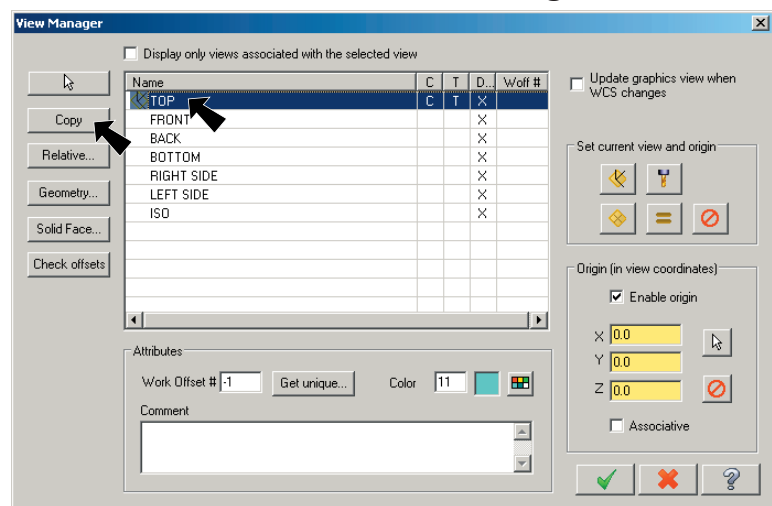 View Manager
Display only views associated with the selected view
Name C T D... Woff #
TOP C T X
FRONT X
BACK X
BOTTOM X
RIGHT SIDE X
LEFT SIDE X
ISO X
Copy
Relative...
Geometry...
Solid Face...
Check offsets
Update graphics view when
WCS changes
Set current view and origin
Origin (in view coordinates)
Enable origin
X 0.0
Y 0.0
Z 0.0
Associative
Attributes
Work Offset # -1 Get unique... Color 11
Comment